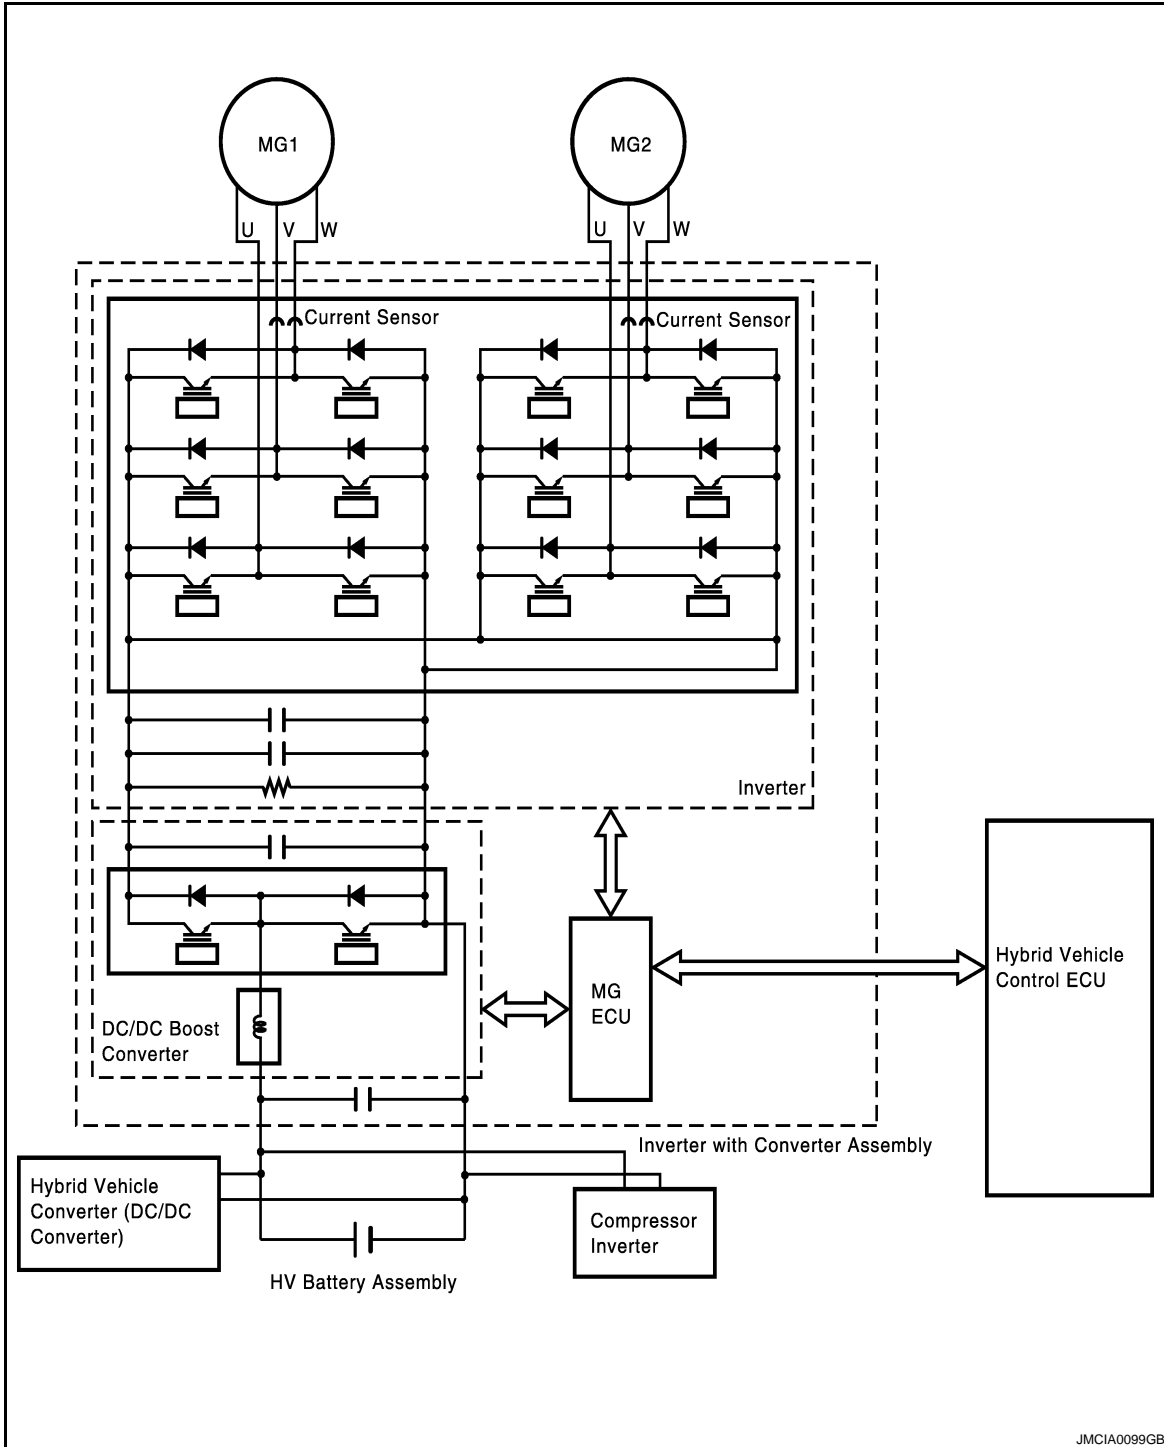 MG1
MG2
U
V
W
U
V
W
Current Sensor
Current Sensor
Inverter
DC/DC Boost
Converter
MG
ECU
Hybrid Vehicle
Control ECU
Inverter with Converter Assembly
Hybrid Vehicle
Converter (DC/DC
Converter)
Compressor
Inverter
HV Battery Assembly
JMCIA0099GB